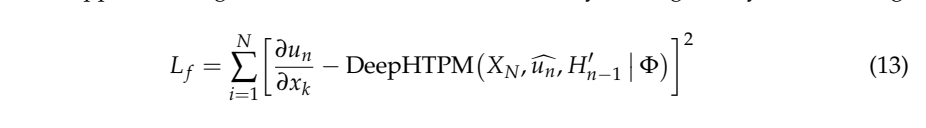 L_f = \sum_{i=1}^{N} \left[ \frac{\partial u_n}{\partial x_k} - \mathrm{DeepHTPM}\left( X_N, \widehat{u_n}, H'_{n-1} \mid \Phi \right) \right]^2 (13)